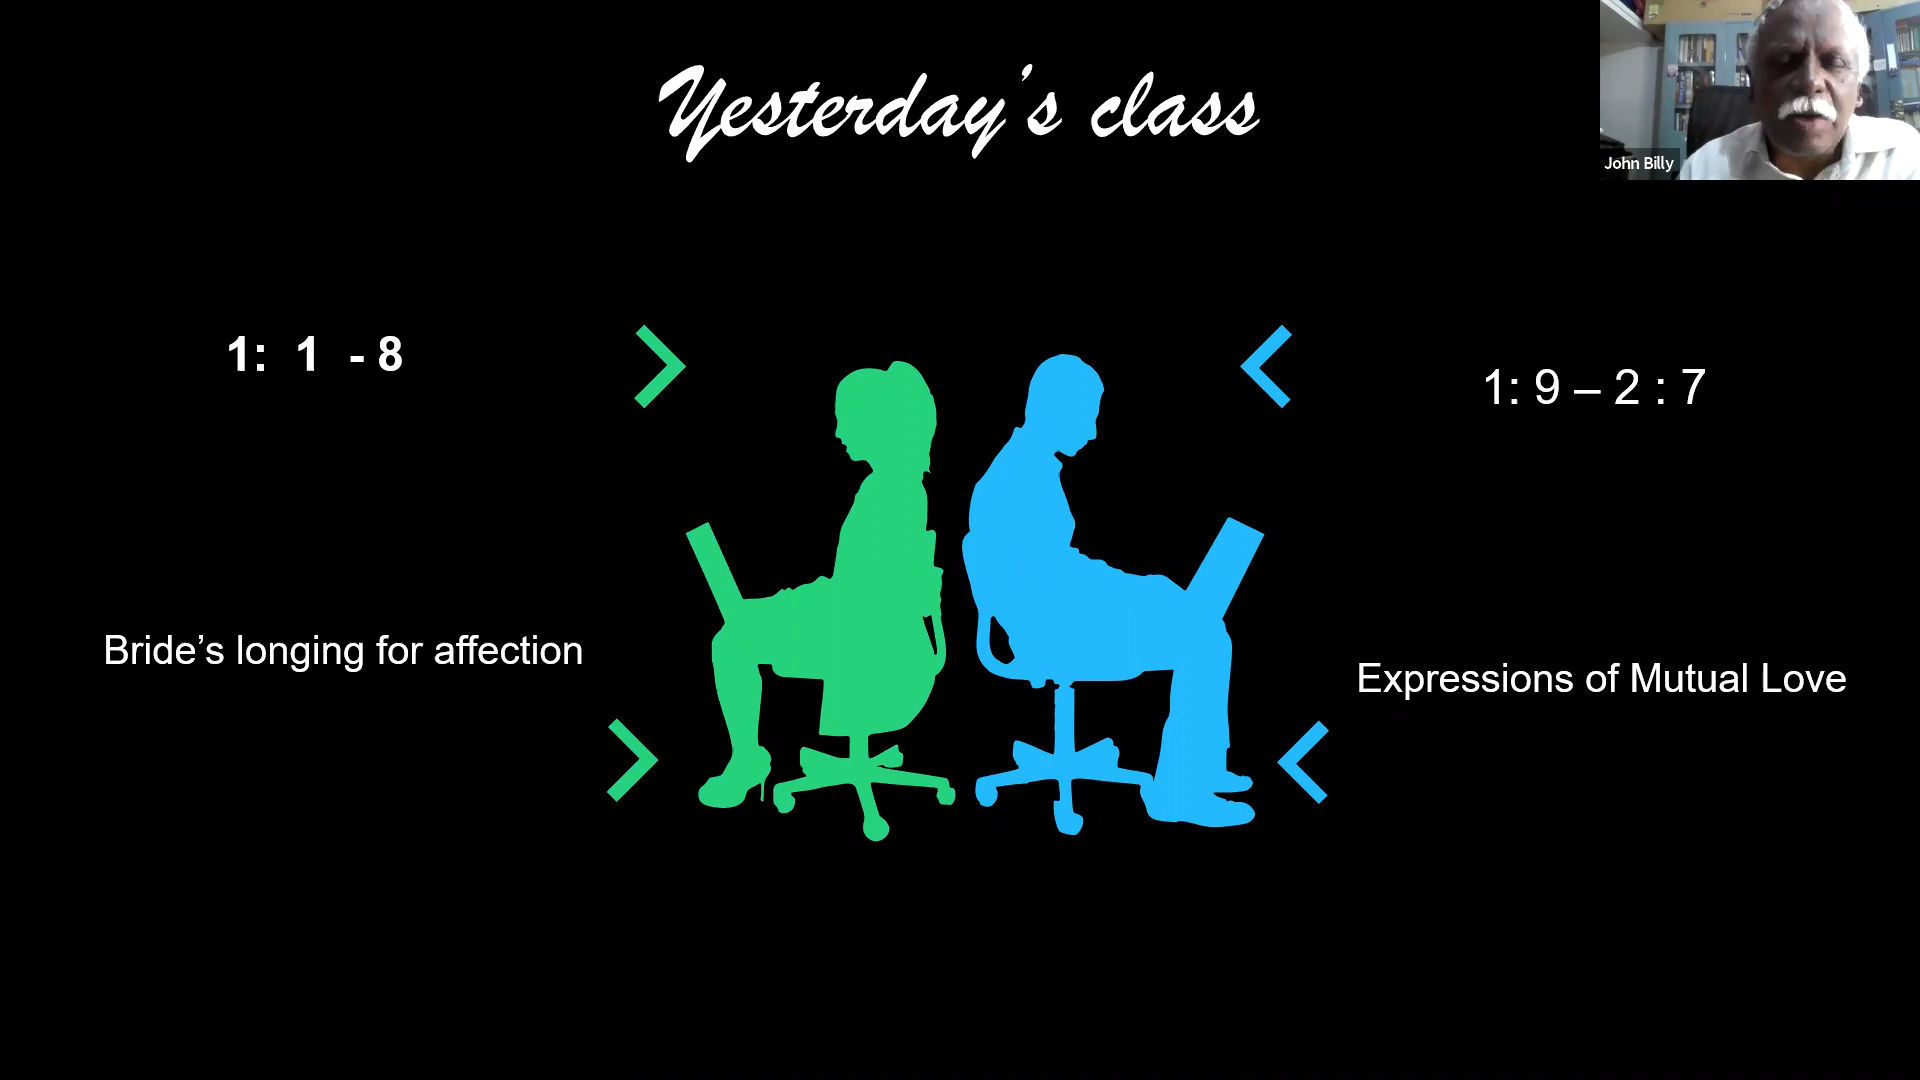 Yesterday's class
John Billy
1: 1 - 8
1: 9 – 2 : 7
Bride’s longing for affection
Expressions of Mutual Love